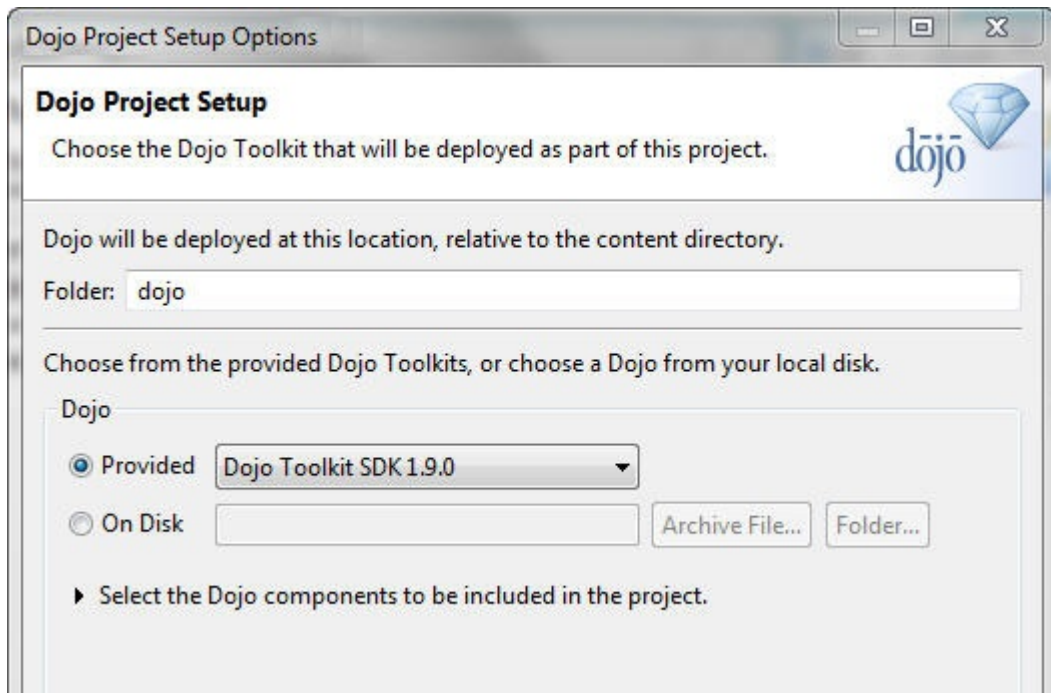 Dojo Project Setup Options
Dojo Project Setup
Choose the Dojo Toolkit that will be deployed as part of this project.
dōjō
Dojo will be deployed at this location, relative to the content directory.
Folder: dojo
Choose from the provided Dojo Toolkits, or choose a Dojo from your local disk.
Dojo
Provided Dojo Toolkit SDK 1.9.0
On Disk Archive File... Folder...
Select the Dojo components to be included in the project.